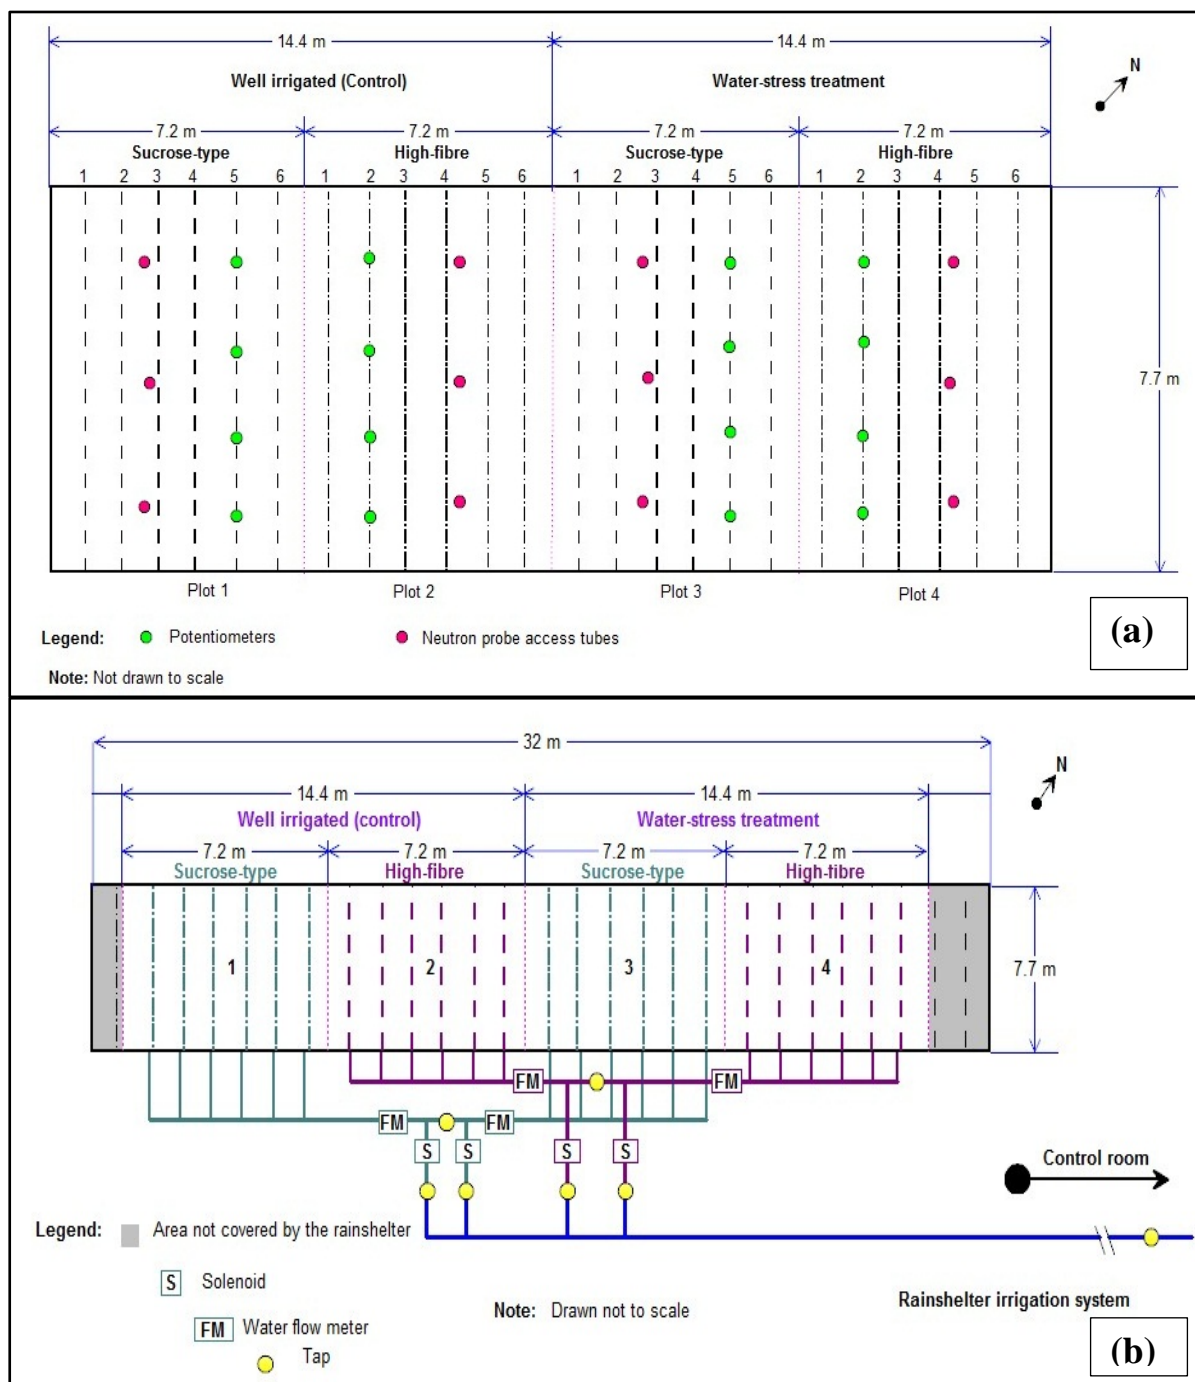 14.4 m 14.4 m
N
Well irrigated (Control) Water-stress treatment
7.2 m 7.2 m 7.2 m 7.2 m
Sucrose-type High-fibre Sucrose-type High-fibre
1 2 3 4 5 6 1 2 3 4 5 6 1 2 3 4 5 6 1 2 3 4 5 6
7.7 m
Plot 1 Plot 2 Plot 3 Plot 4
Legend: Potentiometers Neutron probe access tubes
(a)
Note: Not drawn to scale
32 m
N
14.4 m 14.4 m
Well irrigated (control) Water-stress treatment
7.2 m 7.2 m 7.2 m 7.2 m
Sucrose-type High-fibre Sucrose-type High-fibre
1 2 3 4
7.7 m
FM FM
FM FM
S S S S
Control room
Legend: Area not covered by the rainshelter
S Solenoid
Note: Drawn not to scale
Rainshelter irrigation system
FM Water flow meter
Tap
(b)